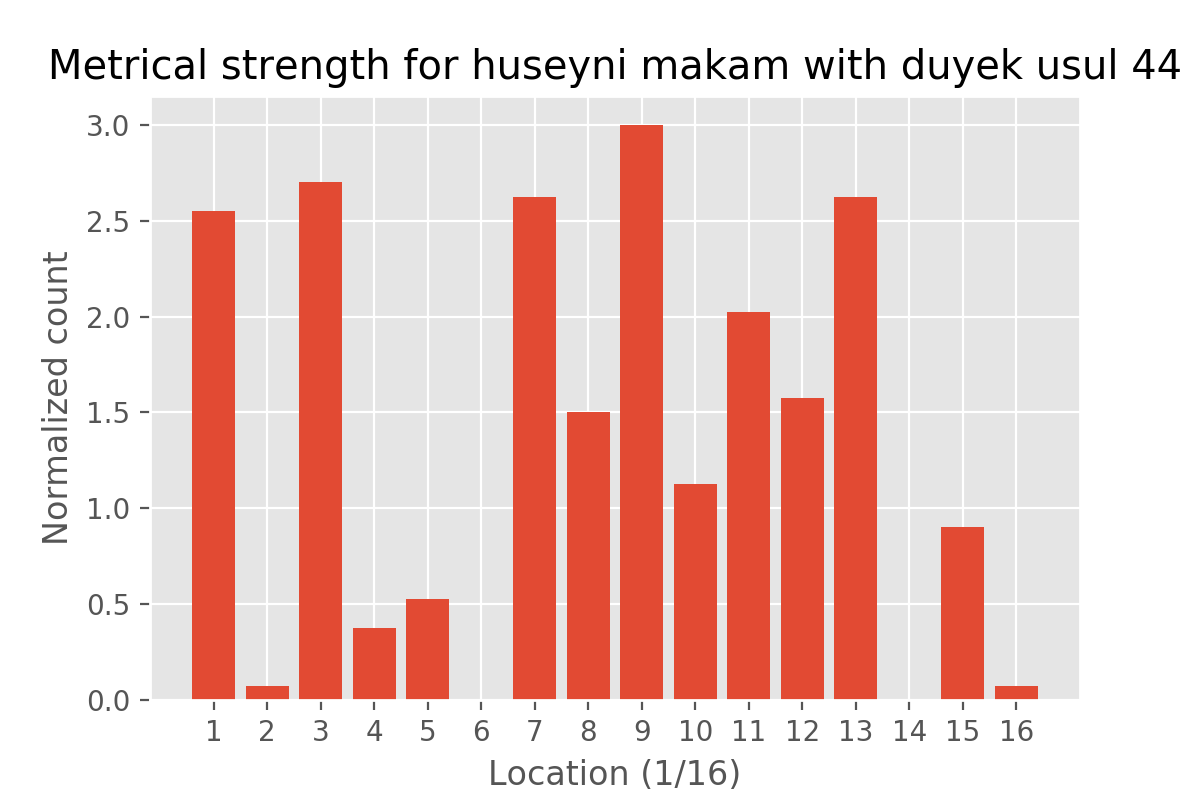 Metrical strength for huseyni makam with duyek usul 44
Normalized count
3.0
2.5
2.0
1.5
1.0
0.5
0.0
1 2 3 4 5 6 7 8 9 10 11 12 13 14 15 16
Location (1/16)